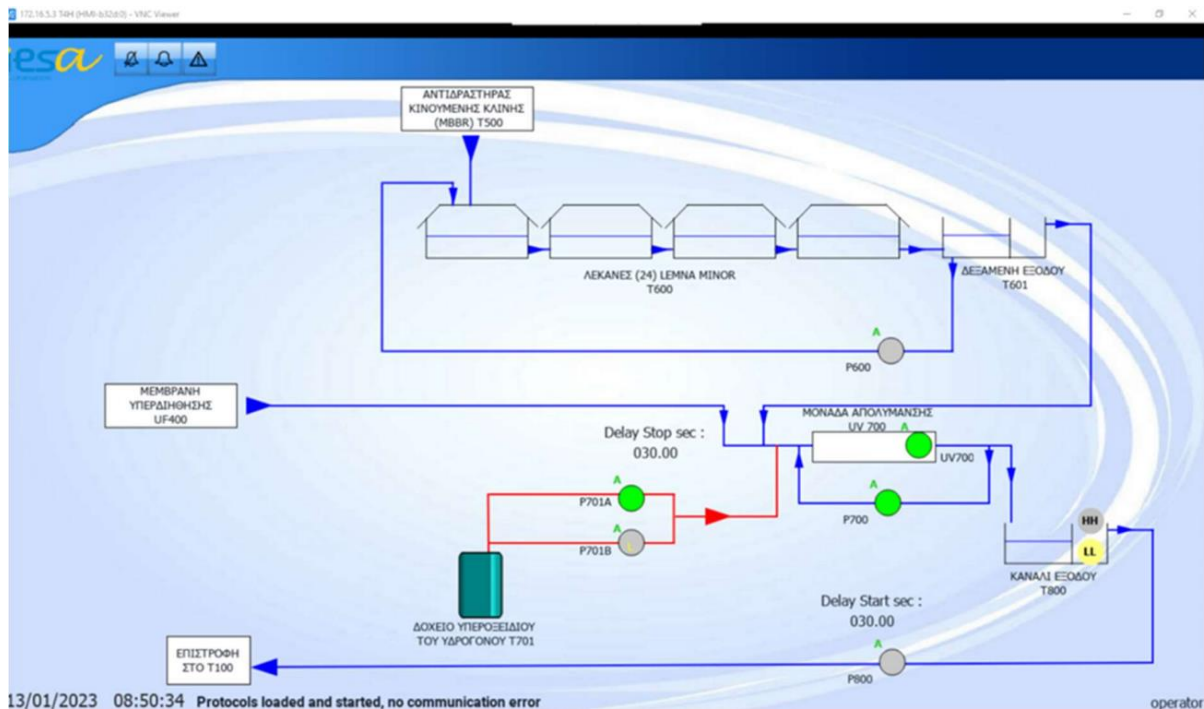 172.16.5.3 T4H (HMI-b32dc0) - VNC Viewer
esa
ΑΝΤΙΔΡΑΣΤΗΡΑΣ
ΚΙΝΟΥΜΕΝΗΣ ΚΛΙΝΗΣ
(MBBR) T500
ΛΕΚΑΝΕΣ (24) LEMNA MINOR
T600
ΔΕΞΑΜΕΝΗ ΕΞΟΔΟΥ
T601
A
P600
ΜΕΜΒΡΑΝΗ
ΥΠΕΡΔΙΗΘΗΣΗΣ
UF400
Delay Stop sec :
030.00
ΜΟΝΑΔΑ ΑΠΟΛΥΜΑΝΣΗΣ
UV 700
A
UV700
A
P701A
A
P700
A
P701B
HH
LL
ΚΑΝΑΛΙ ΕΞΟΔΟΥ
T800
ΔΟΧΕΙΟ ΥΠΕΡΟΞΕΙΔΙΟΥ
ΤΟΥ ΥΔΡΟΓΟΝΟΥ T701
Delay Start sec :
030.00
A
P800
ΕΠΙΣΤΡΟΦΗ
ΣΤΟ T100
13/01/2023 08:50:34 Protocols loaded and started, no communication error
operator